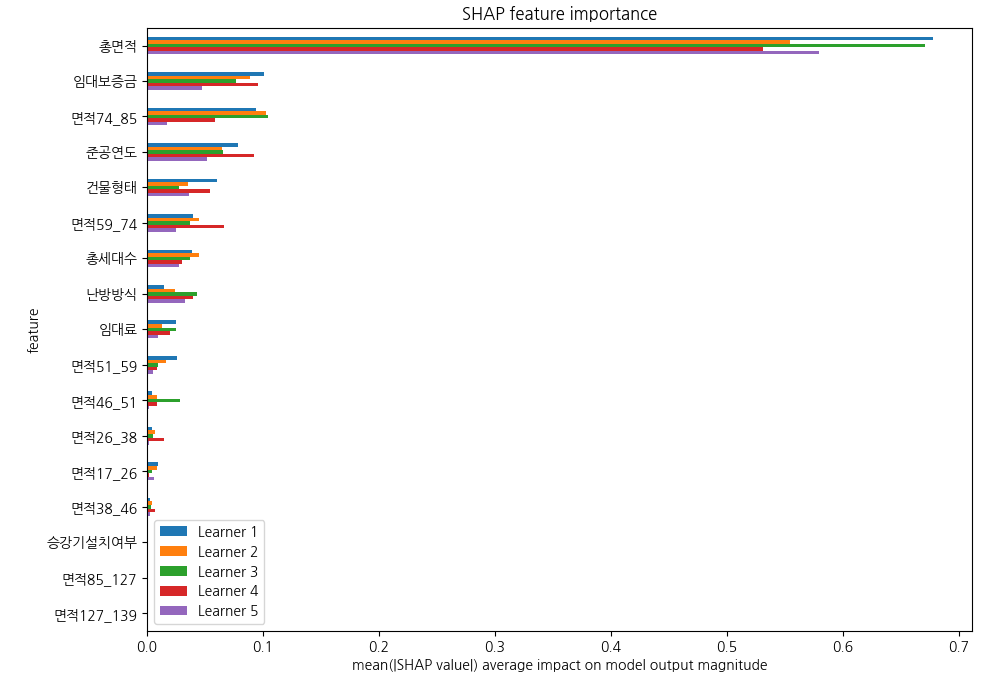 SHAP feature importance
feature
총면적
임대보증금
면적74_85
준공연도
건물형태
면적59_74
총세대수
난방방식
임대료
면적51_59
면적46_51
면적26_38
면적17_26
면적38_46
승강기설치여부
면적85_127
면적127_139
Learner 1
Learner 2
Learner 3
Learner 4
Learner 5
0.0 0.1 0.2 0.3 0.4 0.5 0.6 0.7
mean(|SHAP value|) average impact on model output magnitude